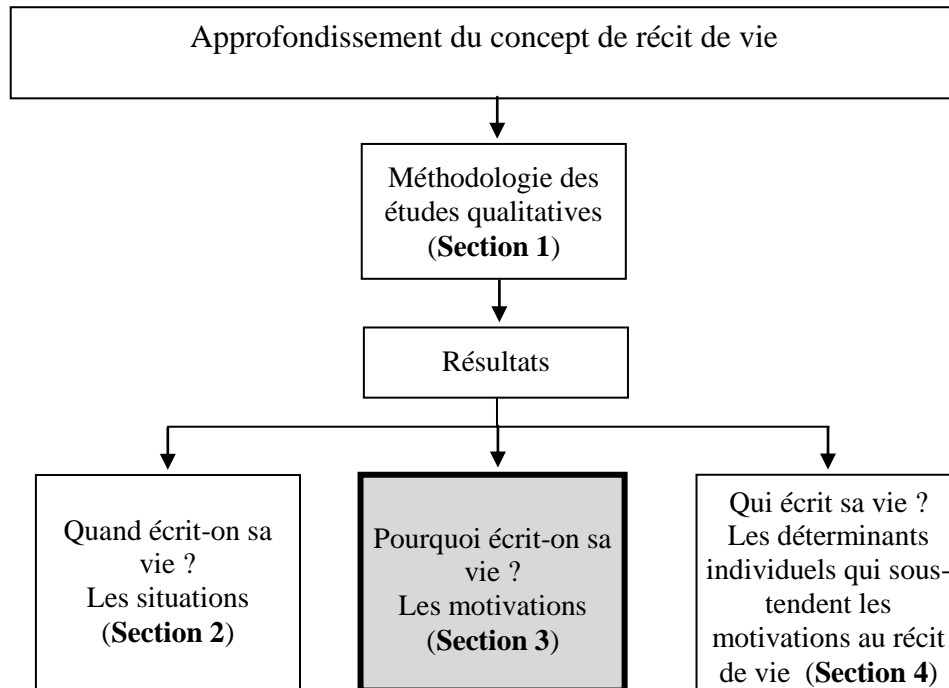 Approfondissement du concept de récit de vie
Méthodologie des
études qualitatives
(Section 1)
Résultats
Quand écrit-on sa
vie ?
Les situations
(Section 2)
Pourquoi écrit-on sa
vie ?
Les motivations
(Section 3)
Qui écrit sa vie ?
Les déterminants
individuels qui sous-
tendent les
motivations au récit
de vie (Section 4)